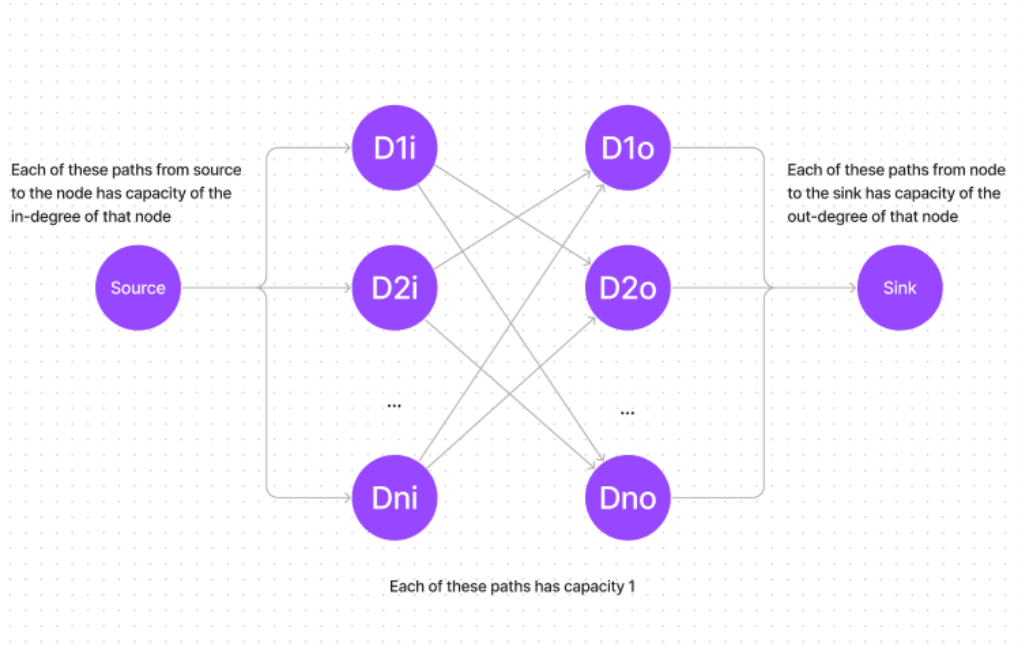 D1i
D1o
Each of these paths from source
to the node has capacity of the
in-degree of that node
Each of these paths from node
to the sink has capacity of the
out-degree of that node
Source
D2i
D2o
Sink
...
...
Dni
Dno
Each of these paths has capacity 1